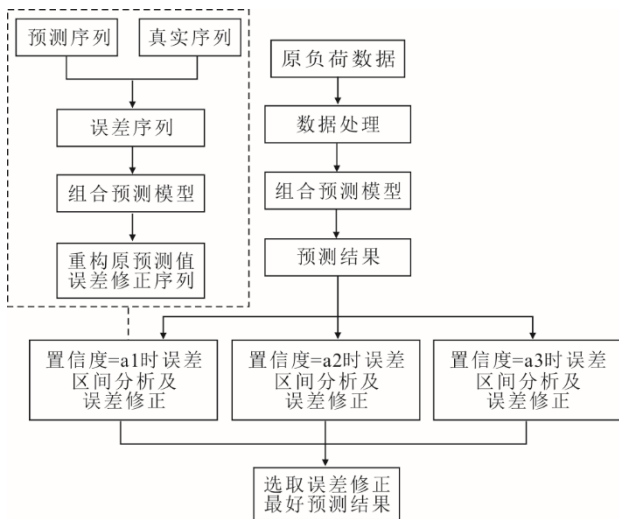 预测序列
真实序列
误差序列
组合预测模型
重构原预测值
误差修正序列
原负荷数据
数据处理
组合预测模型
预测结果
置信度=a1时误差
区间分析及
误差修正
置信度=a2时误差
区间分析及
误差修正
置信度=a3时误差
区间分析及
误差修正
选取误差修正
最好预测结果